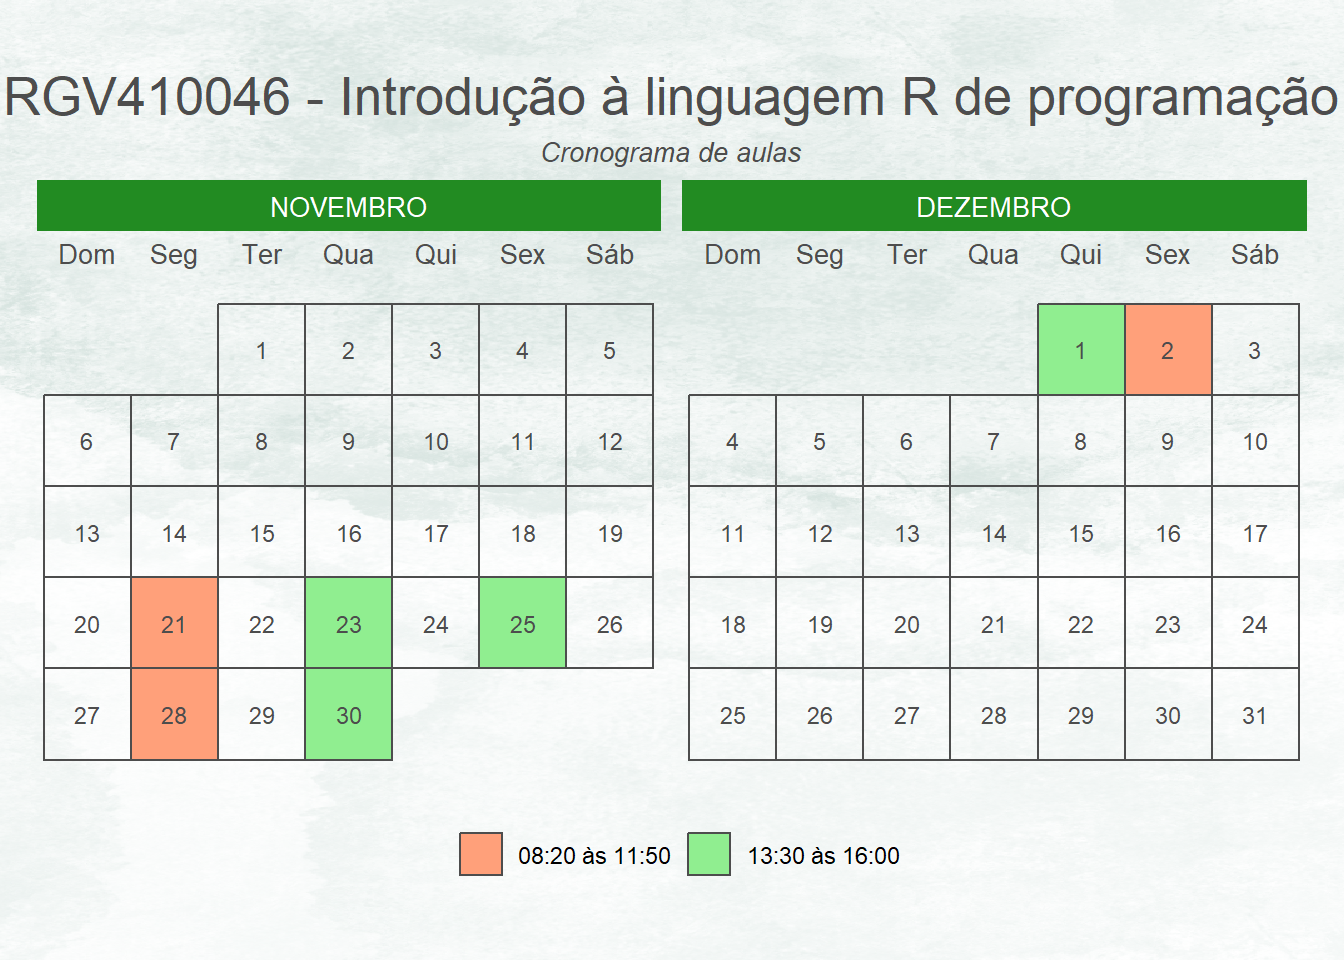 RGV410046 - Introdução à linguagem R de programação
Cronograma de aulas
NOVEMBRO
Dom Seg Ter Qua Qui Sex Sáb
1 2 3 4 5
6 7 8 9 10 11 12
13 14 15 16 17 18 19
20 21 22 23 24 25 26
27 28 29 30
DEZEMBRO
Dom Seg Ter Qua Qui Sex Sáb
1 2 3
4 5 6 7 8 9 10
11 12 13 14 15 16 17
18 19 20 21 22 23 24
25 26 27 28 29 30 31
08:20 às 11:50 13:30 às 16:00